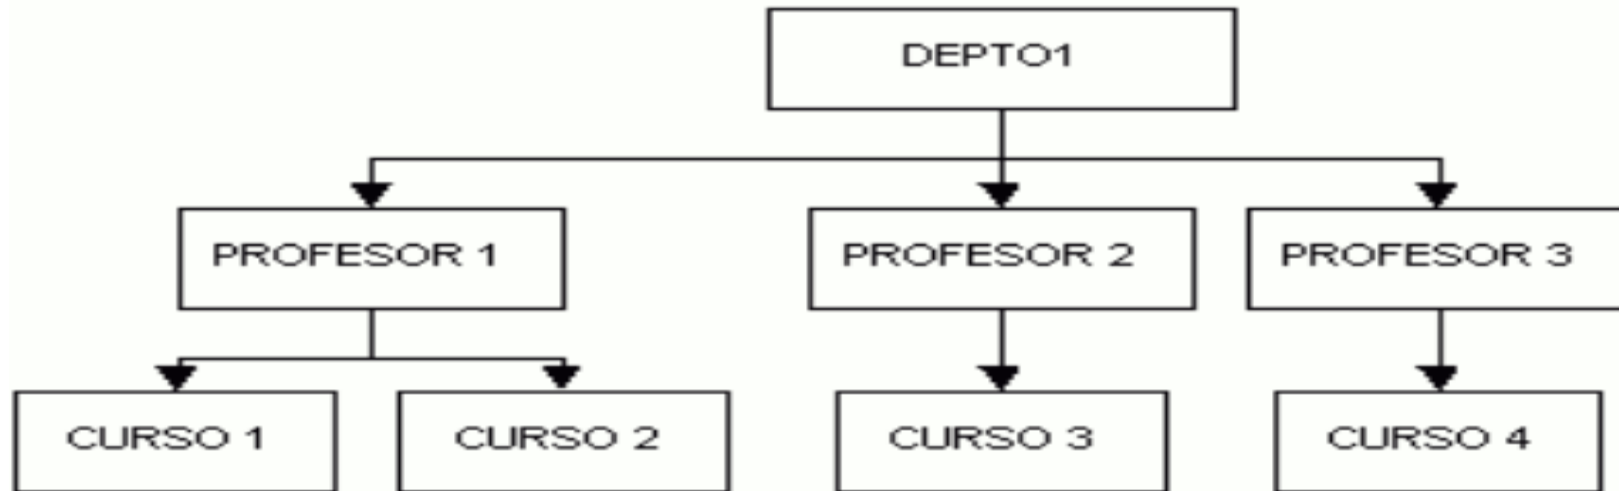 DEPTO1
PROFESOR 1
PROFESOR 2
PROFESOR 3
CURSO 1
CURSO 2
CURSO 3
CURSO 4